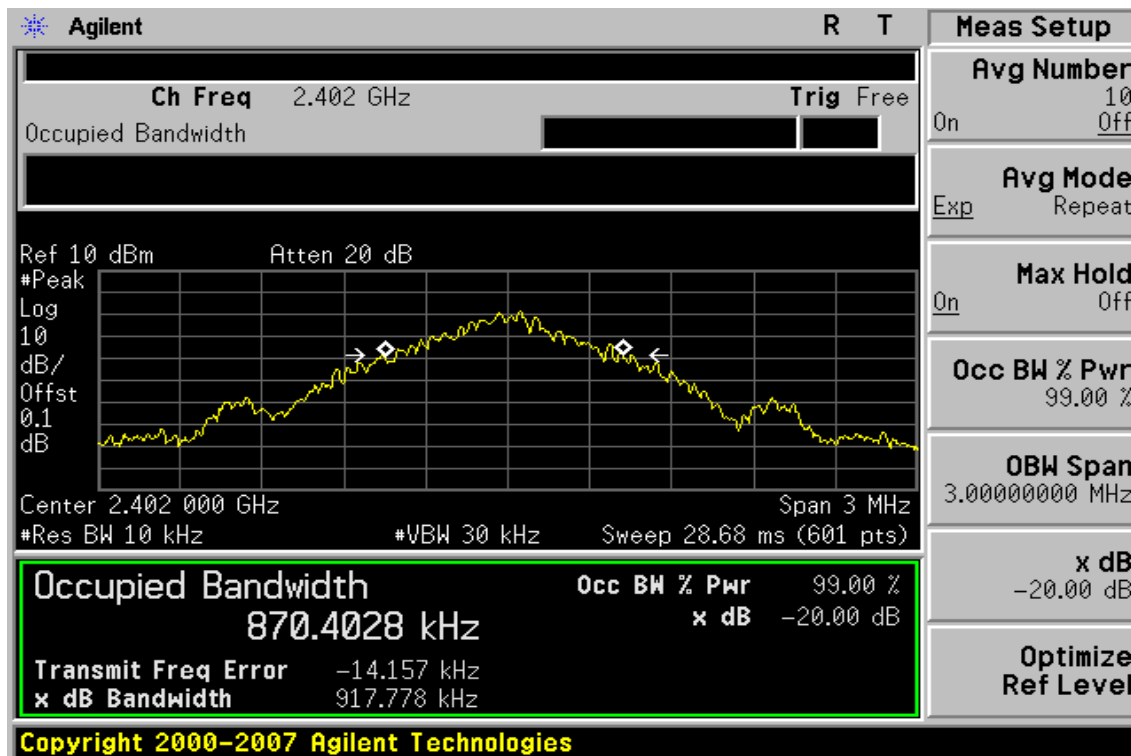 Agilent R T
Ch Freq 2.402 GHz Trig Free
Occupied Bandwidth
Ref 10 dBm Atten 20 dB
#Peak
Log
10
dB/
Offst
0.1
dB
Center 2.402 000 GHz Span 3 MHz
#Res BW 10 kHz #VBW 30 kHz Sweep 28.68 ms (601 pts)
Occupied Bandwidth Occ BW % Pwr 99.00 %
870.4028 kHz x dB -20.00 dB
Transmit Freq Error -14.157 kHz
x dB Bandwidth 917.778 kHz
Copyright 2000-2007 Agilent Technologies
Meas Setup
Avg Number
10
On Off
Avg Mode
Exp Repeat
Max Hold
On Off
Occ BW % Pwr
99.00 %
OBW Span
3.00000000 MHz
x dB
-20.00 dB
Optimize
Ref Level